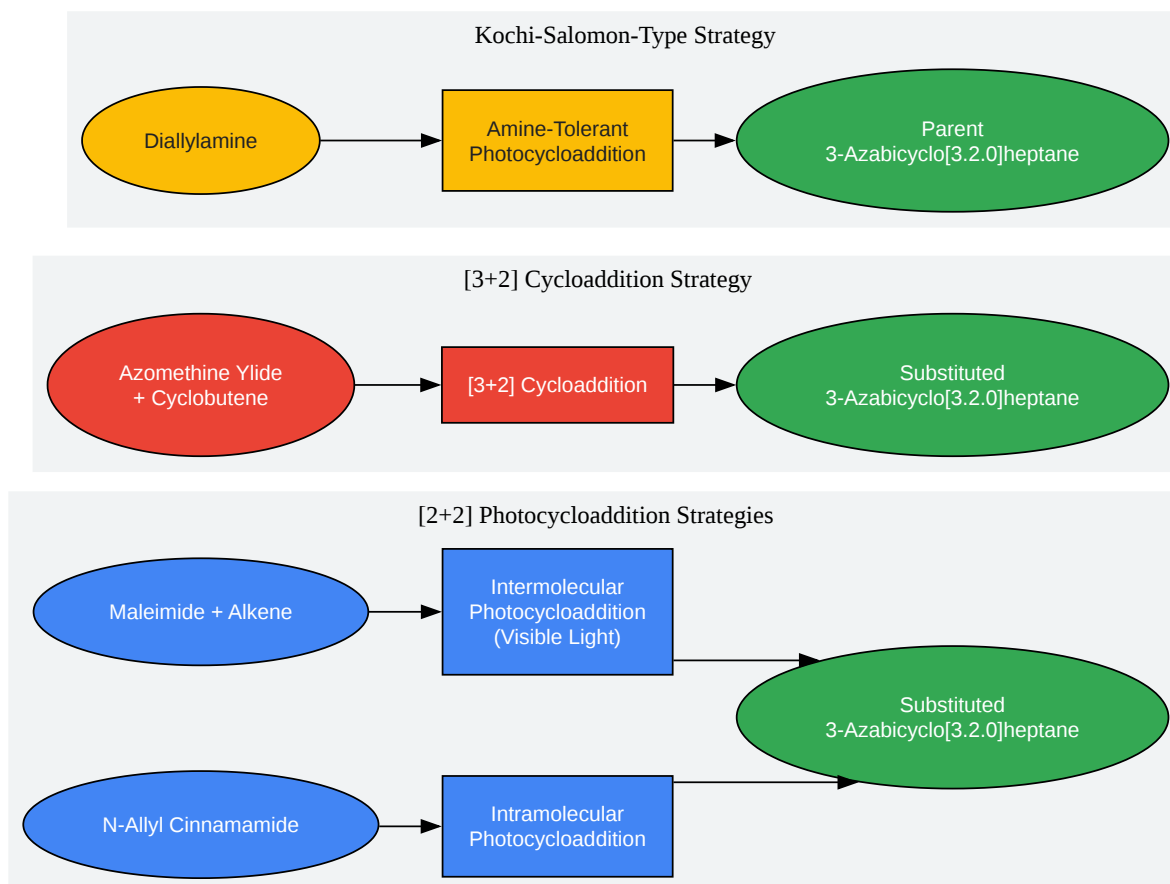 Kochi-Salomon-Type Strategy
Diallylamine
Amine-Tolerant
Photocycloaddition
Parent
3-Azabicyclo[3.2.0]heptane
[3+2] Cycloaddition Strategy
Azomethine Ylide
+ Cyclobutene
[3+2] Cycloaddition
Substituted
3-Azabicyclo[3.2.0]heptane
[2+2] Photocycloaddition Strategies
Maleimide + Alkene
Intermolecular
Photocycloaddition
(Visible Light)
Substituted
3-Azabicyclo[3.2.0]heptane
N-Allyl Cinnamamide
Intramolecular
Photocycloaddition